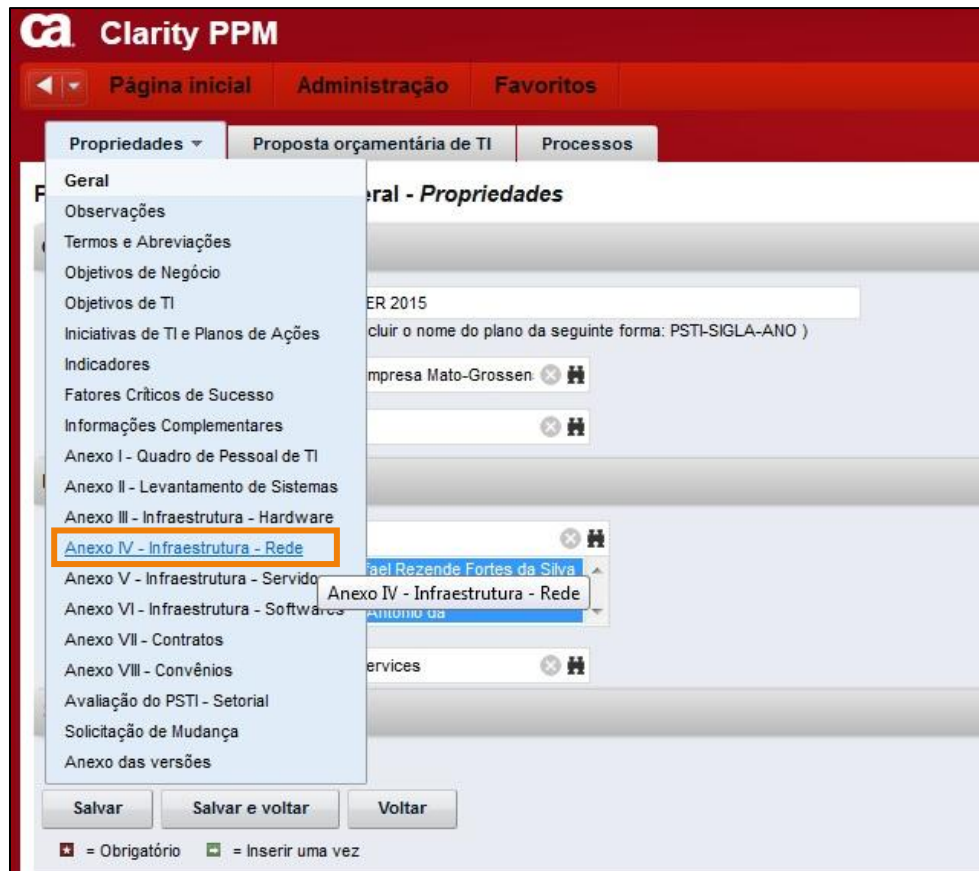 ca Clarity PPM
Página inicial Administração Favoritos
Propriedades Proposta orçamentária de TI Processos
Geral
eral - Propriedades
Observações
Termos e Abreviações
Objetivos de Negócio
Objetivos de TI
ER 2015
Iniciativas de TI e Planos de Ações
cluir o nome do plano da seguinte forma: PSTI-SIGLA-ANO )
Indicadores
mpresa Mato-Grossen
Fatores Críticos de Sucesso
Informações Complementares
Anexo I - Quadro de Pessoal de TI
Anexo II - Levantamento de Sistemas
Anexo III - Infraestrutura - Hardware
Anexo IV - Infraestrutura - Rede
fael Rezende Fortes da Silva
Anexo V - Infraestrutura - Servido
Anexo IV - Infraestrutura - Rede
Anexo VI - Infraestrutura - Softwares
Antonio da
Anexo VII - Contratos
Anexo VIII - Convênios
ervices
Avaliação do PSTI - Setorial
Solicitação de Mudança
Anexo das versões
Salvar Salvar e voltar Voltar
= Obrigatório = Inserir uma vez